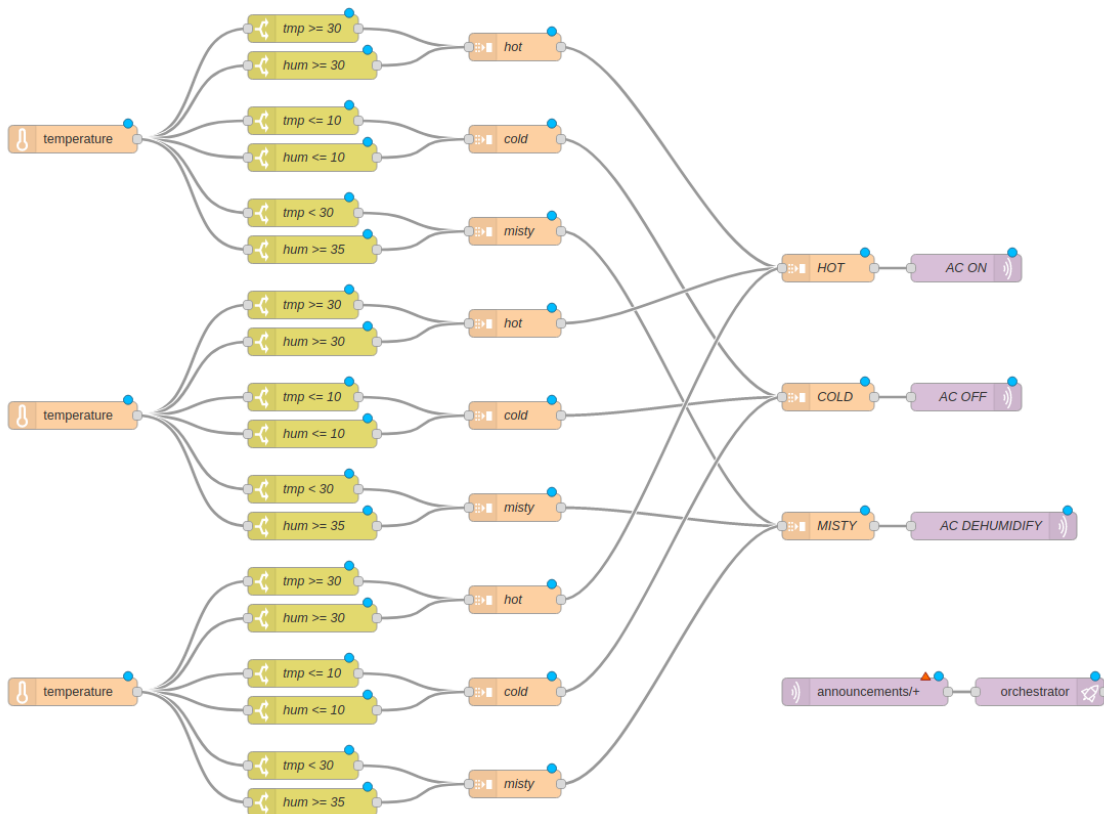 tmp >= 30
hot
hum >= 30
tmp <= 10
temperature
cold
hum <= 10
tmp < 30
misty
hum >= 35
HOT
AC ON
tmp >= 30
hot
hum >= 30
tmp <= 10
COLD
AC OFF
temperature
cold
hum <= 10
tmp < 30
misty
hum >= 35
MISTY
AC DEHUMIDIFY
tmp >= 30
hot
hum >= 30
tmp <= 10
temperature
cold
announcements/+
orchestrator
hum <= 10
tmp < 30
misty
hum >= 35